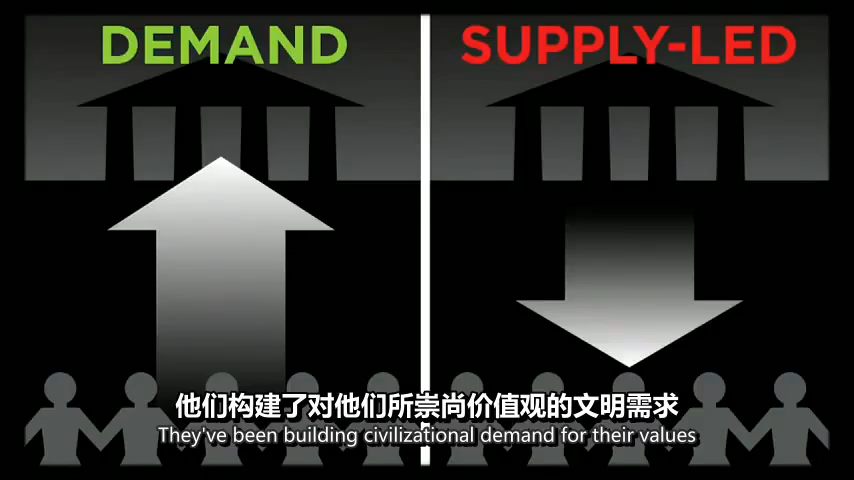 DEMAND
SUPPLY-LED
他们构建了对他们所崇尚价值观的文明需求
They've been building civilizational demand for their values